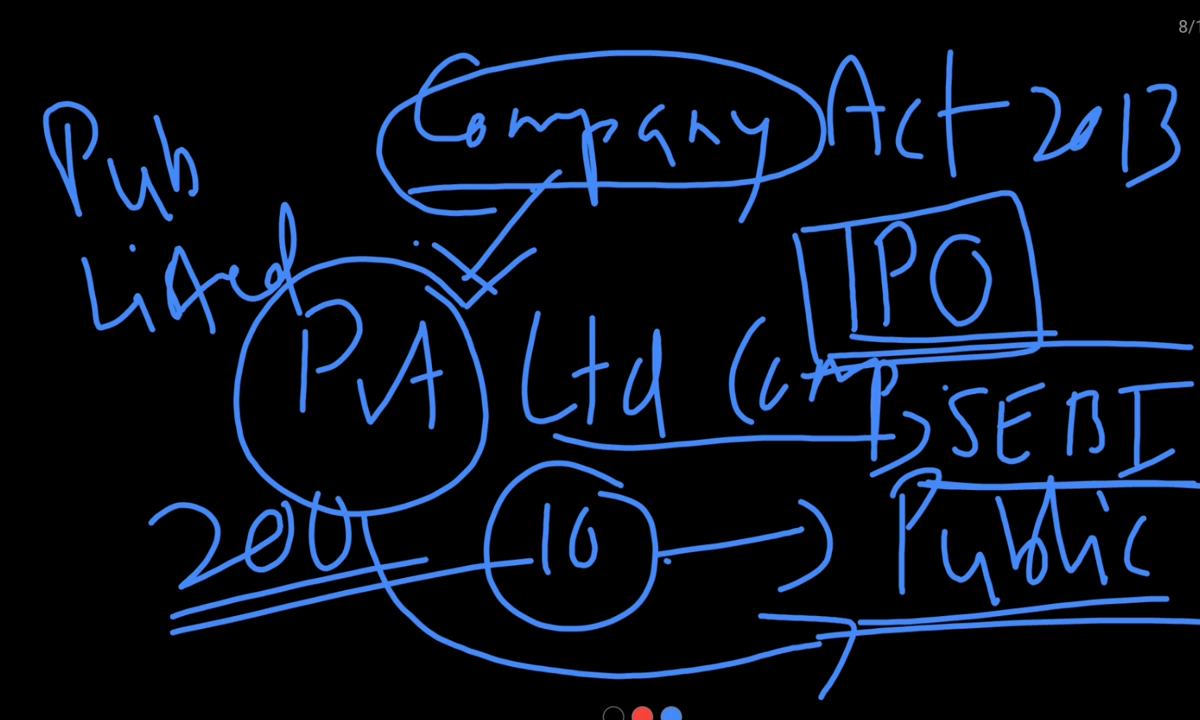 Company Act 2013
Pub
Listed
IPO
Pvt Ltd Comp
SEBI
200 10 Public
8/1